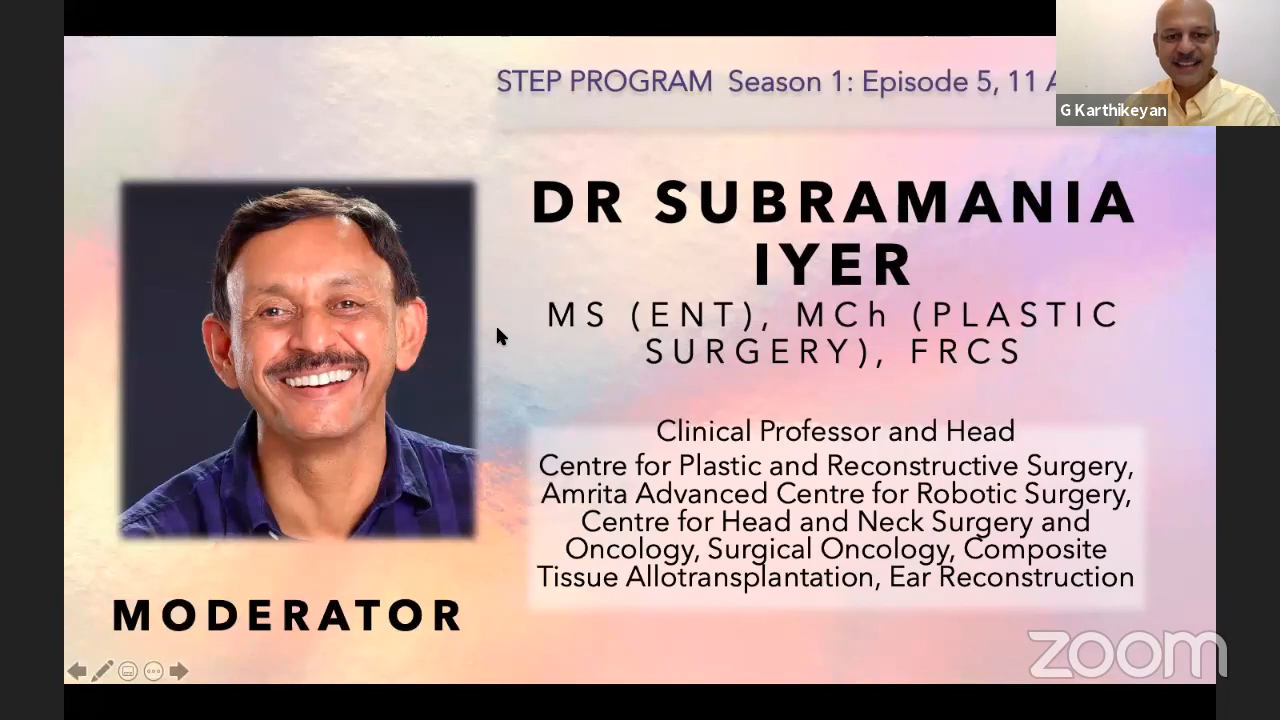 STEP PROGRAM Season 1: Episode 5, 11
G Karthikeyan
DR SUBRAMANIA
IYER
MS (ENT), MCh (PLASTIC
SURGERY), FRCS
Clinical Professor and Head
Centre for Plastic and Reconstructive Surgery,
Amrita Advanced Centre for Robotic Surgery,
Centre for Head and Neck Surgery and
Oncology, Surgical Oncology, Composite
Tissue Allotransplantation, Ear Reconstruction
MODERATOR
zoom